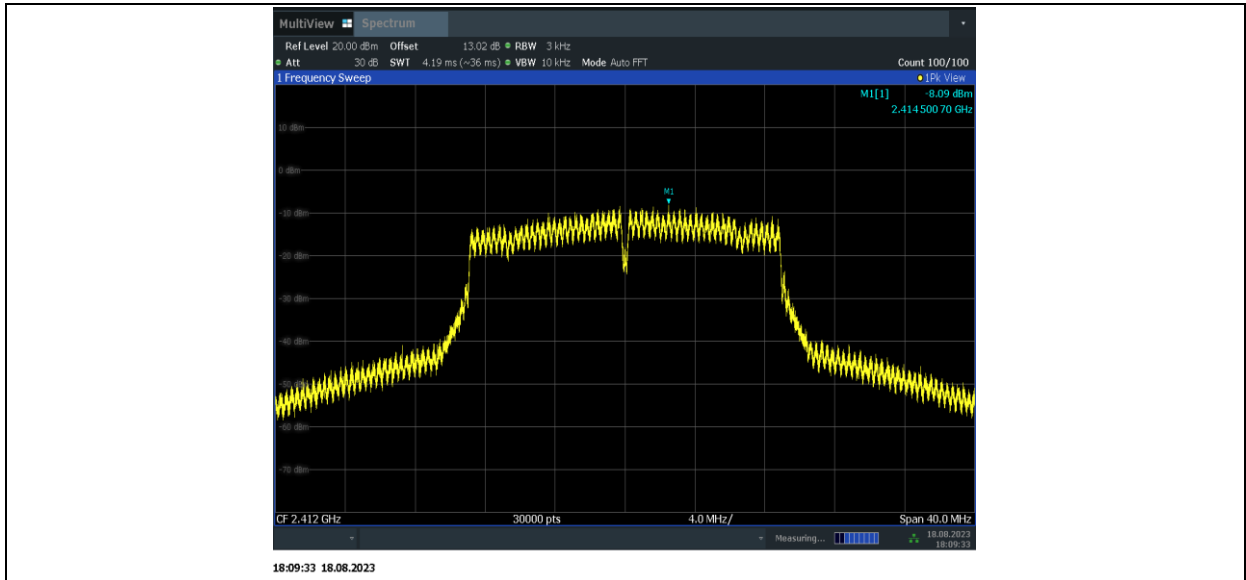 MultiView Spectrum
Ref Level 20.00 dBm Offset 13.02 dB RBW 3 kHz
Att 30 dB SWT 4.19 ms (~36 ms) VBW 10 kHz Mode Auto FFT Count 100/100
1 Frequency Sweep 1Pk View
M1[1] -8.09 dBm
2.414 500 70 GHz
10 dBm
0 dBm
M1
-10 dBm
-20 dBm
-30 dBm
-40 dBm
-50 dBm
-60 dBm
-70 dBm
CF 2.412 GHz 30000 pts 4.0 MHz/ Span 40.0 MHz
Measuring... 18.08.2023
18:09:33
18:09:33 18.08.2023